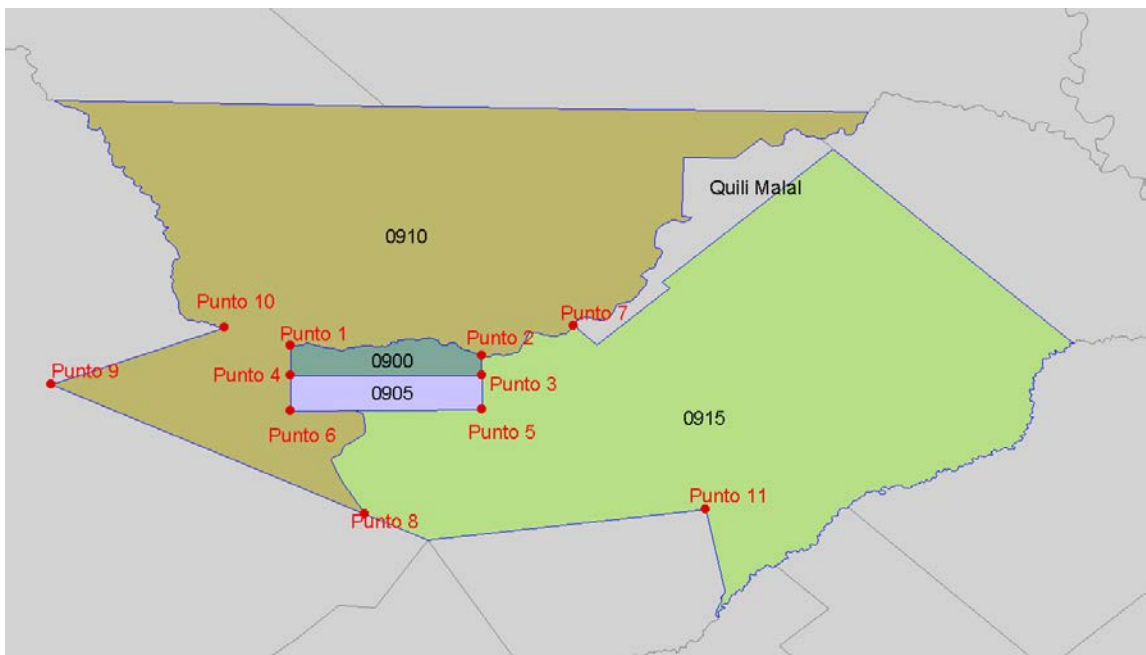 Quili Malal
0910
Punto 10
Punto 7
Punto 1
Punto 2
0900
Punto 9
Punto 4
Punto 3
0905
0915
Punto 6
Punto 5
Punto 11
Punto 8